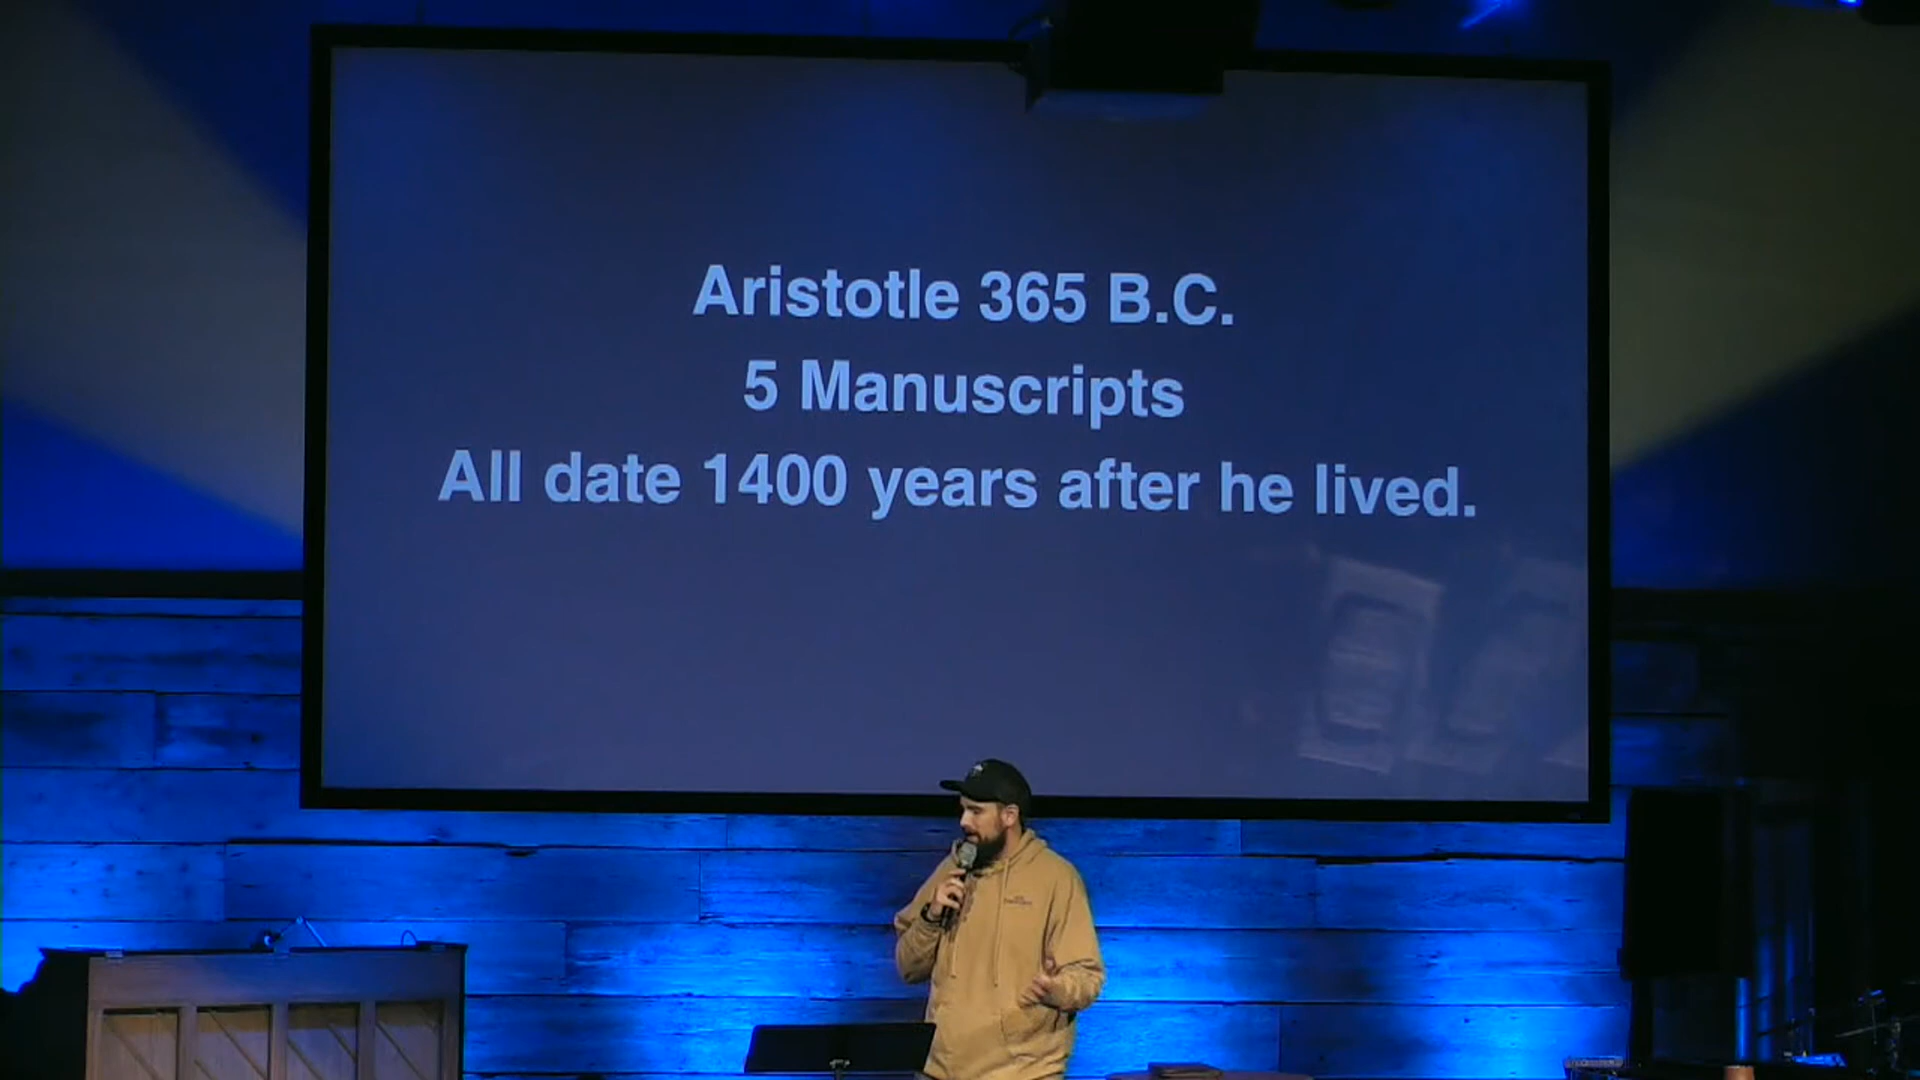 Aristotle 365 B.C.
5 Manuscripts
All date 1400 years after he lived.